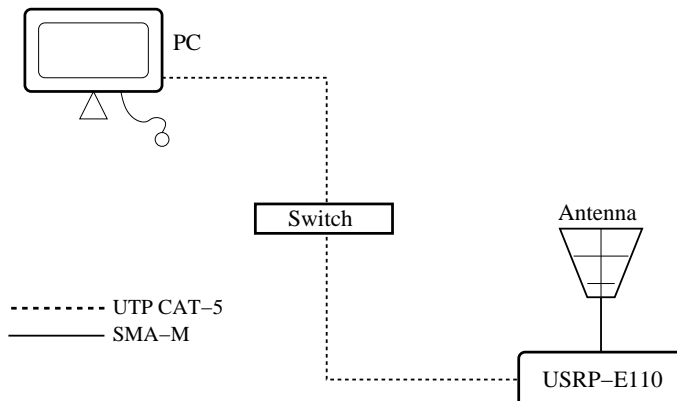 PC
Switch
Antenna
UTP CAT–5
SMA–M
USRP–E110